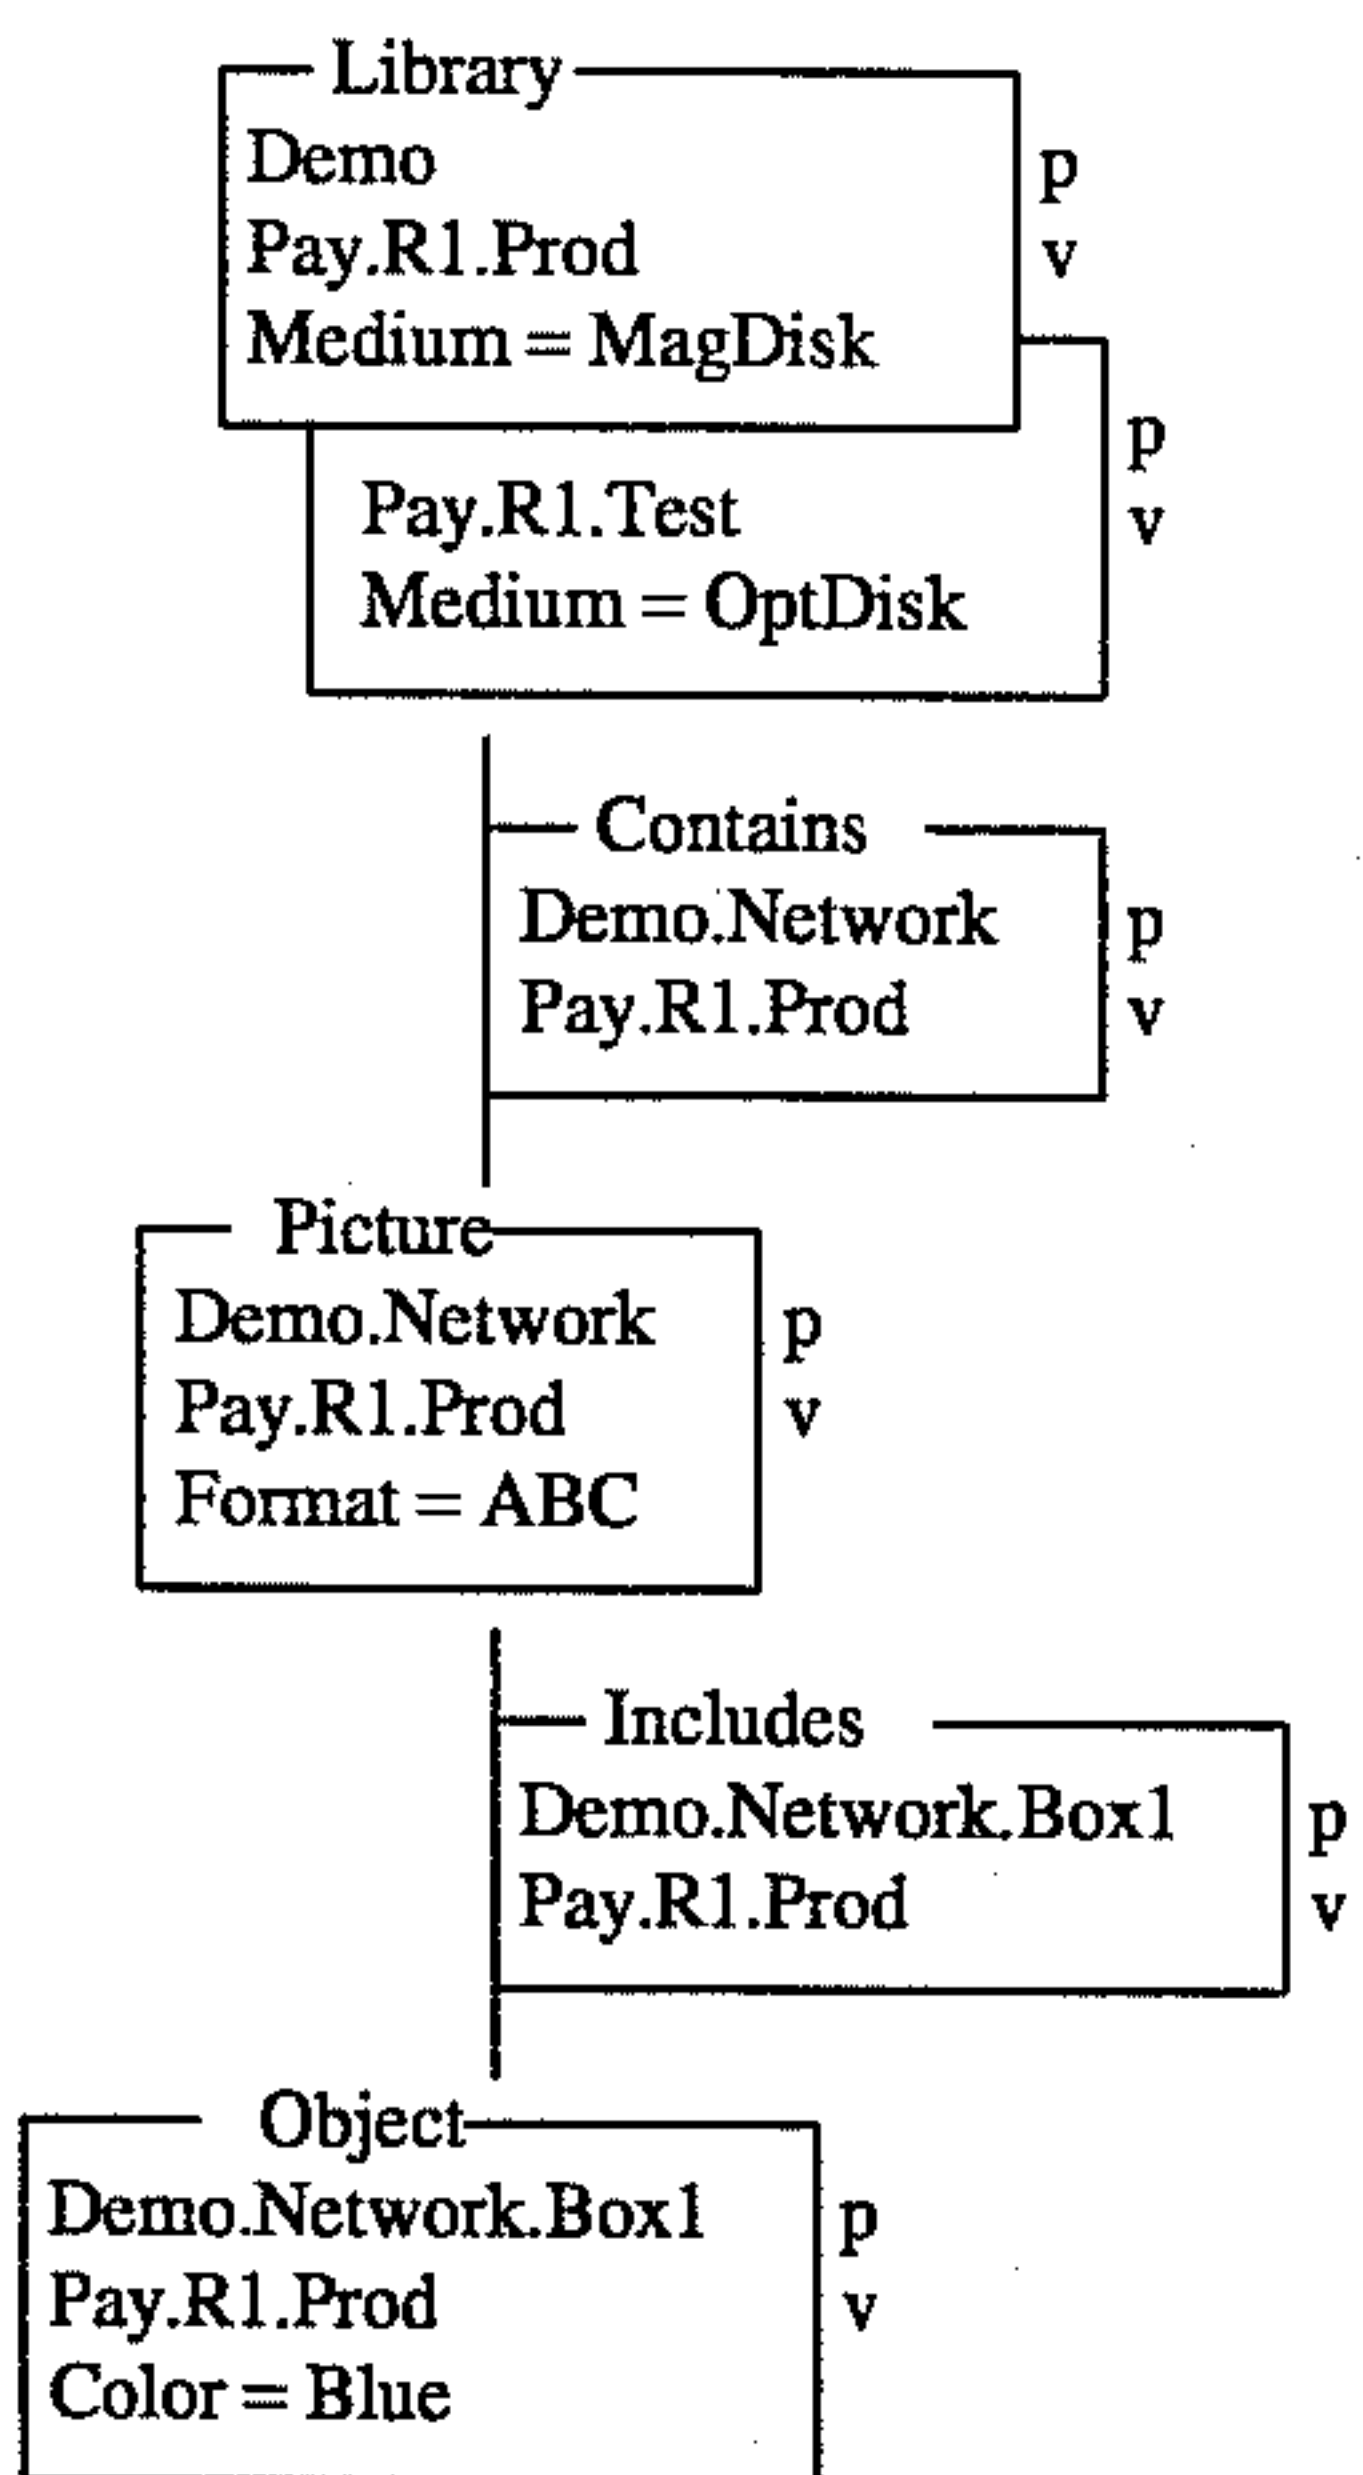 Library
Demo p
Pay.R1.Prod v
Medium = MagDisk
p
Pay.R1.Test v
Medium = OptDisk
Contains
Demo.Network p
Pay.R1.Prod v
Picture
Demo.Network p
Pay.R1.Prod v
Format = ABC
Includes
Demo.Network.Box1 p
Pay.R1.Prod v
Object
Demo.Network.Box1 p
Pay.R1.Prod v
Color = Blue